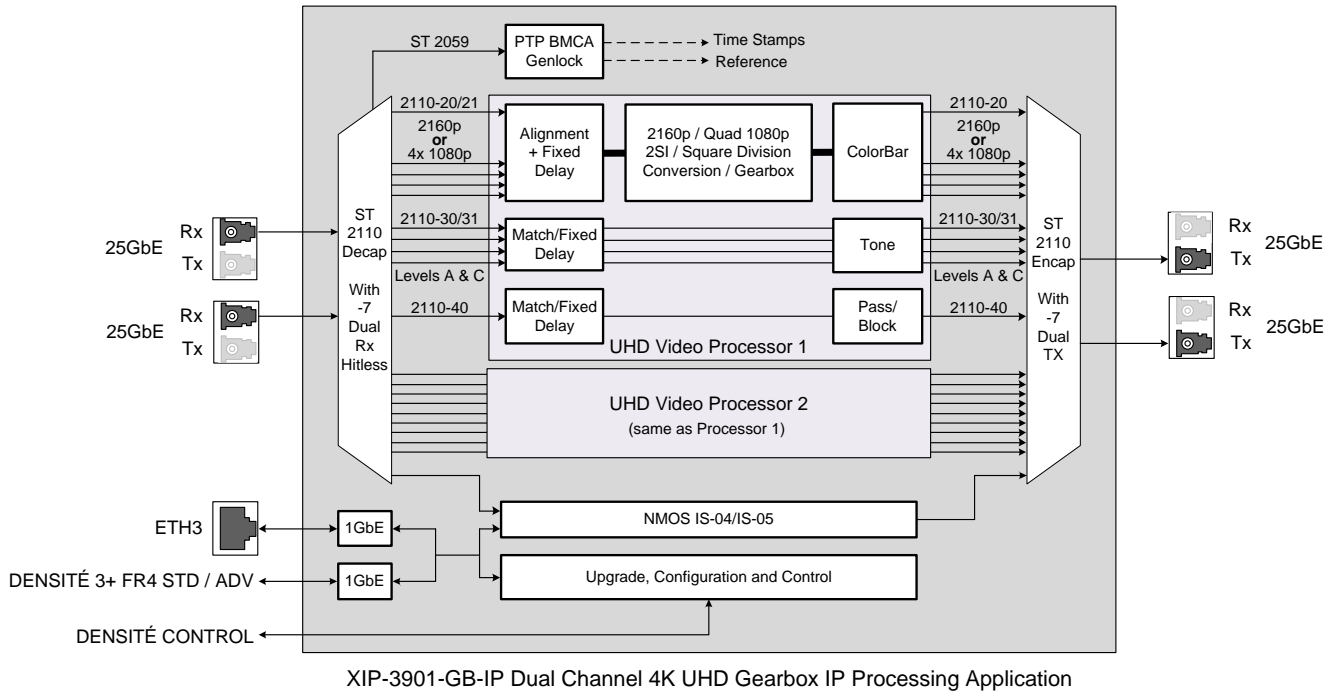 ST 2059
PTP BMCA
Genlock
Time Stamps
Reference
2110-20/21
2160p
or
4x 1080p
Alignment
+ Fixed
Delay
2160p / Quad 1080p
2SI / Square Division
Conversion / Gearbox
ColorBar
2110-20
2160p
or
4x 1080p
Rx
25GbE
Tx
Rx
25GbE
Tx
ST
2110
Decap
With
-7
Dual
Rx
Hitless
2110-30/31
Levels A & C
Match/Fixed
Delay
Tone
2110-30/31
Levels A & C
2110-40
Match/Fixed
Delay
Pass/
Block
2110-40
UHD Video Processor 1
UHD Video Processor 2
(same as Processor 1)
ST
2110
Encap
With
-7
Dual
TX
Rx
25GbE
Tx
Rx
25GbE
Tx
ETH3
1GbE
NMOS IS-04/IS-05
DENSITÉ 3+ FR4 STD / ADV
1GbE
Upgrade, Configuration and Control
DENSITÉ CONTROL
XIP-3901-GB-IP Dual Channel 4K UHD Gearbox IP Processing Application